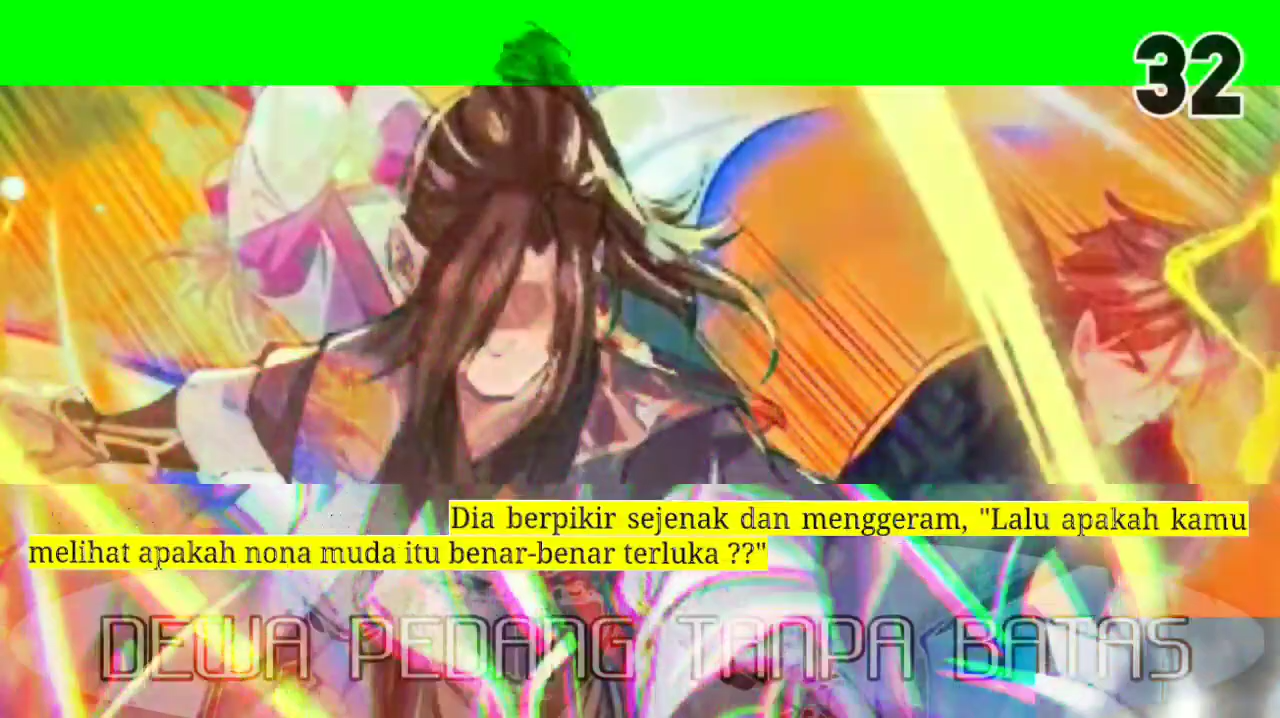 32
Dia berpikir sejenak dan menggeram, "Lalu apakah kamu
melihat apakah nona muda itu benar-benar terluka ??"
DEWA PEDANG TANPA BATAS